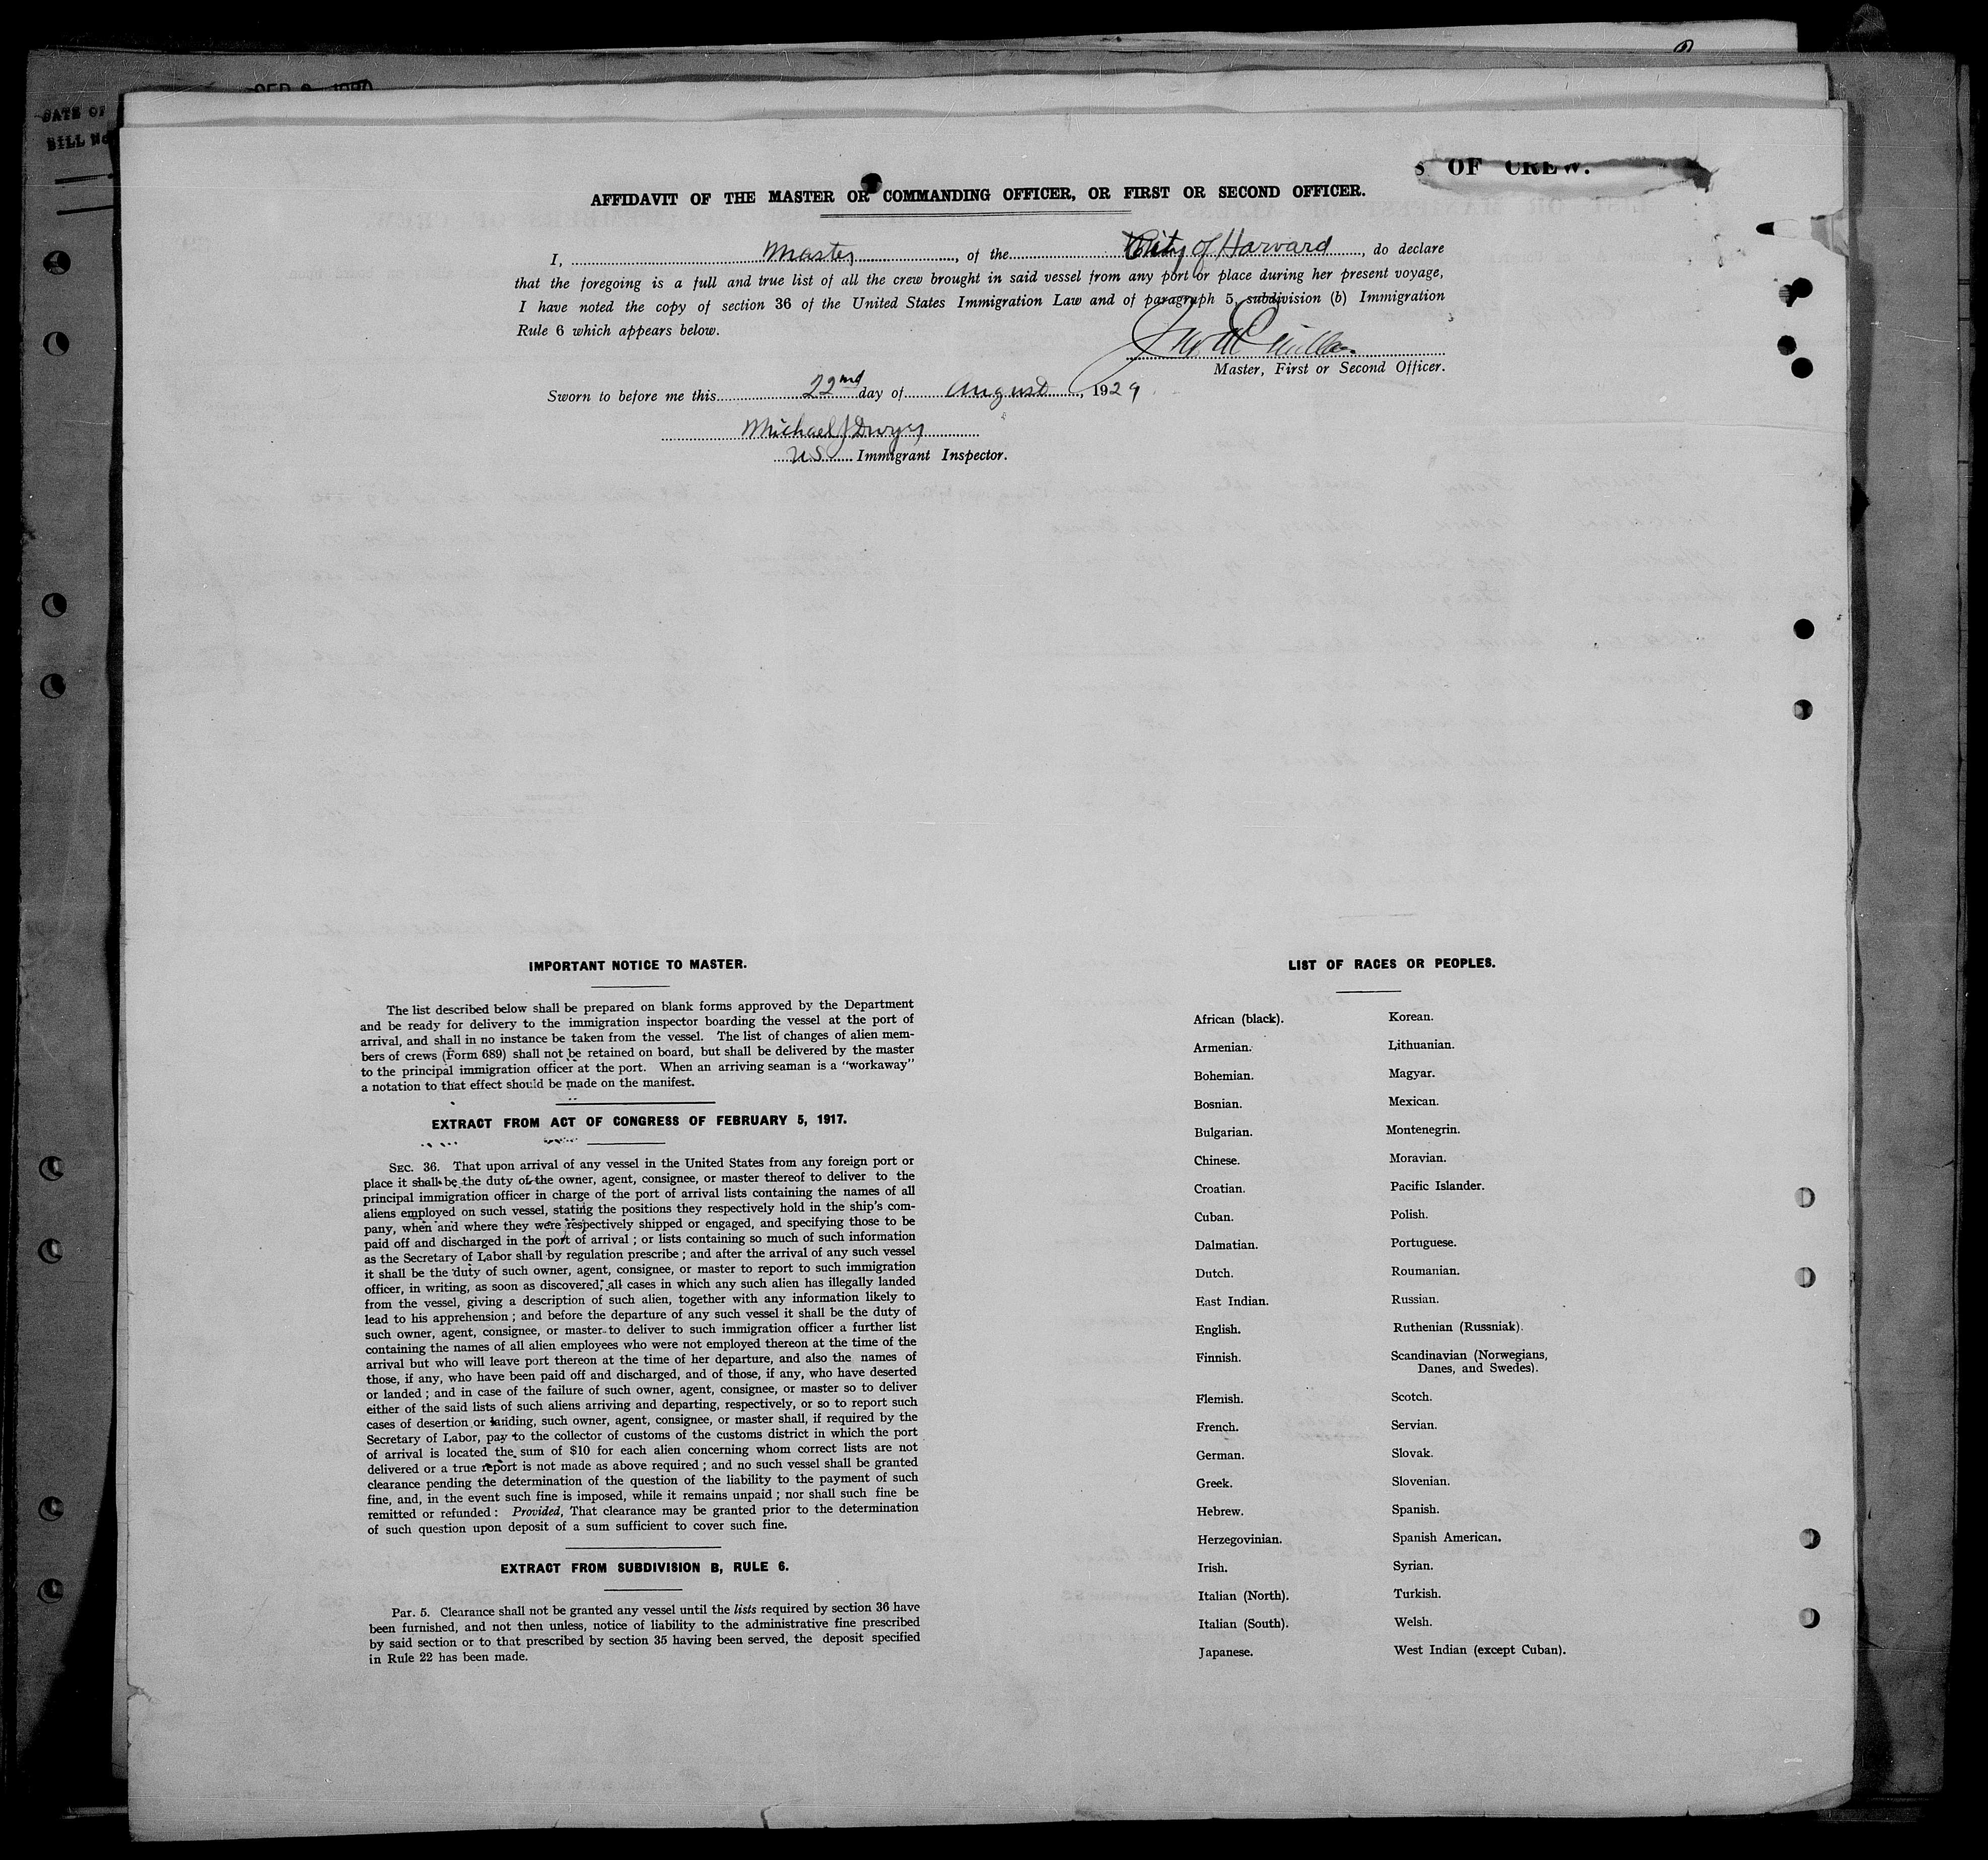 DATE OF
BILL No
S OF CREW.
AFFIDAVIT OF THE MASTER OR COMMANDING OFFICER, OR FIRST OR SECOND OFFICER.
I, Master, of the City of Harvard, do declare
that the foregoing is a full and true list of all the crew brought in said vessel from any port or place during her present voyage,
I have noted the copy of section 36 of the United States Immigration Law and of paragraph 5, subdivision (b) Immigration
Rule 6 which appears below.
Master, First or Second Officer.
Sworn to before me this 22nd day of August, 1929
Michael J Dwyer
US Immigrant Inspector.
IMPORTANT NOTICE TO MASTER.
The list described below shall be prepared on blank forms approved by the Department
and be ready for delivery to the immigration inspector boarding the vessel at the port of
arrival, and shall in no instance be taken from the vessel. The list of changes of alien mem-
bers of crews (Form 689) shall not be retained on board, but shall be delivered by the master
to the principal immigration officer at the port. When an arriving seaman is a "workaway"
a notation to that effect should be made on the manifest.
EXTRACT FROM ACT OF CONGRESS OF FEBRUARY 5, 1917.
SEC. 36. That upon arrival of any vessel in the United States from any foreign port or
place it shall be the duty of the owner, agent, consignee, or master thereof to deliver to the
principal immigration officer in charge of the port of arrival lists containing the names of all
aliens employed on such vessel, stating the positions they respectively hold in the ship's com-
pany, when and where they were respectively shipped or engaged, and specifying those to be
paid off and discharged in the port of arrival; or lists containing so much of such information
as the Secretary of Labor shall by regulation prescribe; and after the arrival of any such vessel
it shall be the duty of such owner, agent, consignee, or master to report to such immigration
officer, in writing, as soon as discovered, all cases in which any such alien has illegally landed
from the vessel, giving a description of such alien, together with any information likely to
lead to his apprehension; and before the departure of any such vessel it shall be the duty of
such owner, agent, consignee, or master to deliver to such immigration officer a further list
containing the names of all alien employees who were not employed thereon at the time of the
arrival but who will leave port thereon at the time of her departure, and also the names of
those, if any, who have been paid off and discharged, and of those, if any, who have deserted
or landed; and in case of the failure of such owner, agent, consignee, or master so to deliver
either of the said lists of such aliens arriving and departing, respectively, or so to report such
cases of desertion or landing, such owner, agent, consignee, or master shall, if required by the
Secretary of Labor, pay to the collector of customs of the customs district in which the port
of arrival is located the sum of $10 for each alien concerning whom correct lists are not
delivered or a true report is not made as above required; and no such vessel shall be granted
clearance pending the determination of the question of the liability to the payment of such
fine, and, in the event such fine is imposed, while it remains unpaid; nor shall such fine be
remitted or refunded: Provided, That clearance may be granted prior to the determination
of such question upon deposit of a sum sufficient to cover such fine.
EXTRACT FROM SUBDIVISION B, RULE 6.
Par. 5. Clearance shall not be granted any vessel until the lists required by section 36 have
been furnished, and not then unless, notice of liability to the administrative fine prescribed
by said section or to that prescribed by section 35 having been served, the deposit specified
in Rule 22 has been made.
LIST OF RACES OR PEOPLES.
African (black).
Armenian.
Bohemian.
Bosnian.
Bulgarian.
Chinese.
Croatian.
Cuban.
Dalmatian.
Dutch.
East Indian.
English.
Finnish.
Flemish.
French.
German.
Greek.
Hebrew.
Herzegovinian.
Irish.
Italian (North).
Italian (South).
Japanese.
Korean.
Lithuanian.
Magyar.
Mexican.
Montenegrin.
Moravian.
Pacific Islander.
Polish.
Portuguese.
Roumanian.
Russian.
Ruthenian (Russniak).
Scandinavian (Norwegians,
Danes, and Swedes).
Scotch.
Servian.
Slovak.
Slovenian.
Spanish.
Spanish American.
Syrian.
Turkish.
Welsh.
West Indian (except Cuban).